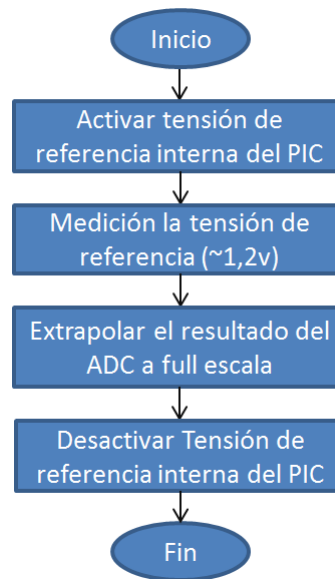 Inicio
Activar tensión de
referencia interna del PIC
Medición la tensión de
referencia (~1,2v)
Extrapolar el resultado del
ADC a full escala
Desactivar Tensión de
referencia interna del PIC
Fin